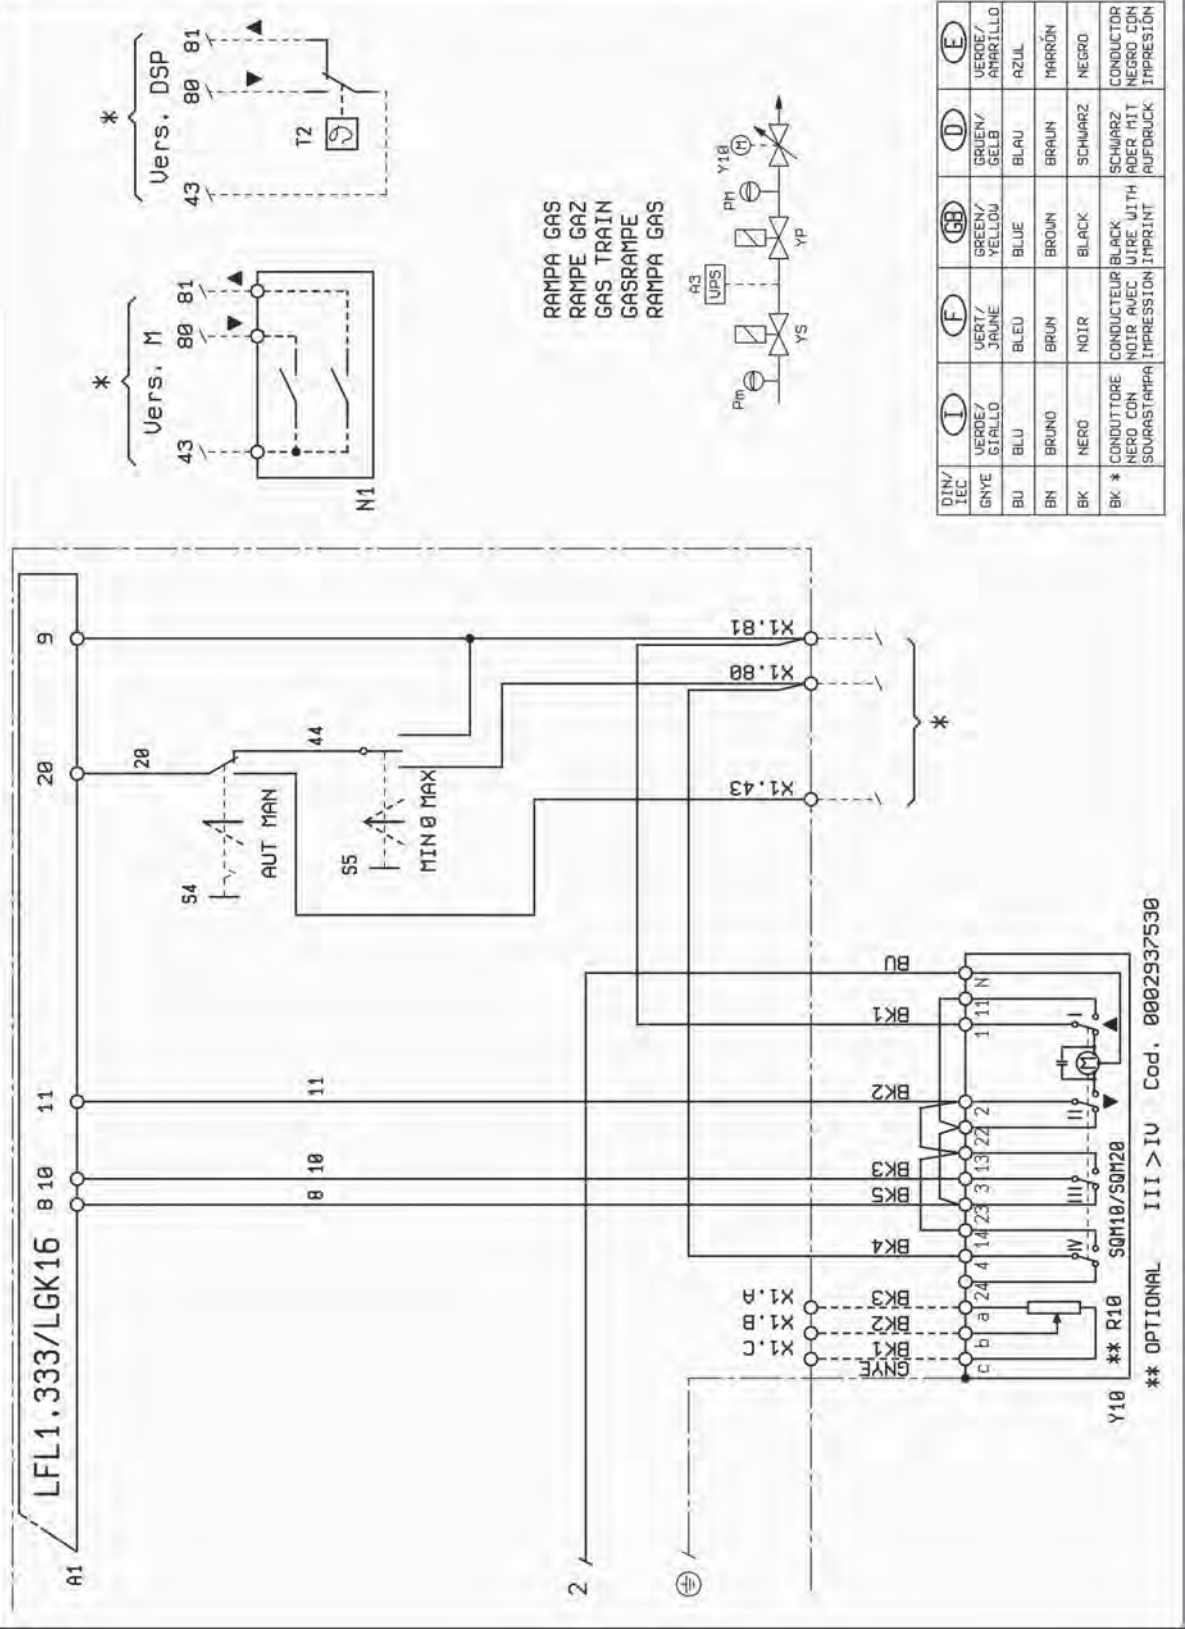 LFL1.333/LGK16
A1
8 10 11 20 9
8
10
11
20
44
S4
AUT MAN
S5
MIN 0 MAX
X1.43
X1.80
X1.81
*
2
X1.C
X1.B
X1.A
GNYE
BK1
BK2
BK3
BK4
BK5
BK3
BK2
BK1
BU
c b a 24 4 14 23 3 13 22 2 1 11 N
IV
III
II
I
M
** R10
SQM10/SQM20
Y10
** OPTIONAL III > IV Cod. 0002937530
*
Vers. M
43 80 81
N1
*
Vers. DSP
43 80 81
T2
RAMPA GAS
RAMPE GAZ
GAS TRAIN
GASRAMPE
RAMPA GAS
A3
VPS
Pm
YS
YP
PM
Y10
M
DIN/ IEC
I F GB D E
GNYE VERDE/ GIALLO VERT/ JAUNE GREEN/ YELLOW GRUEN/ GELB VERDE/ AMARILLO
BU BLU BLEU BLUE BLAU AZUL
BN BRUNO BRUN BROWN BRAUN MARRÓN
BK NERO NOIR BLACK SCHWARZ NEGRO
BK * CONDUTTORE NERO CON SOVRASTAMPA CONDUCTEUR NOIR AVEC IMPRESSION BLACK WIRE WITH IMPRINT SCHWARZ ADER MIT AUFDRUCK CONDUCTOR NEGRO CON IMPRESIÓN